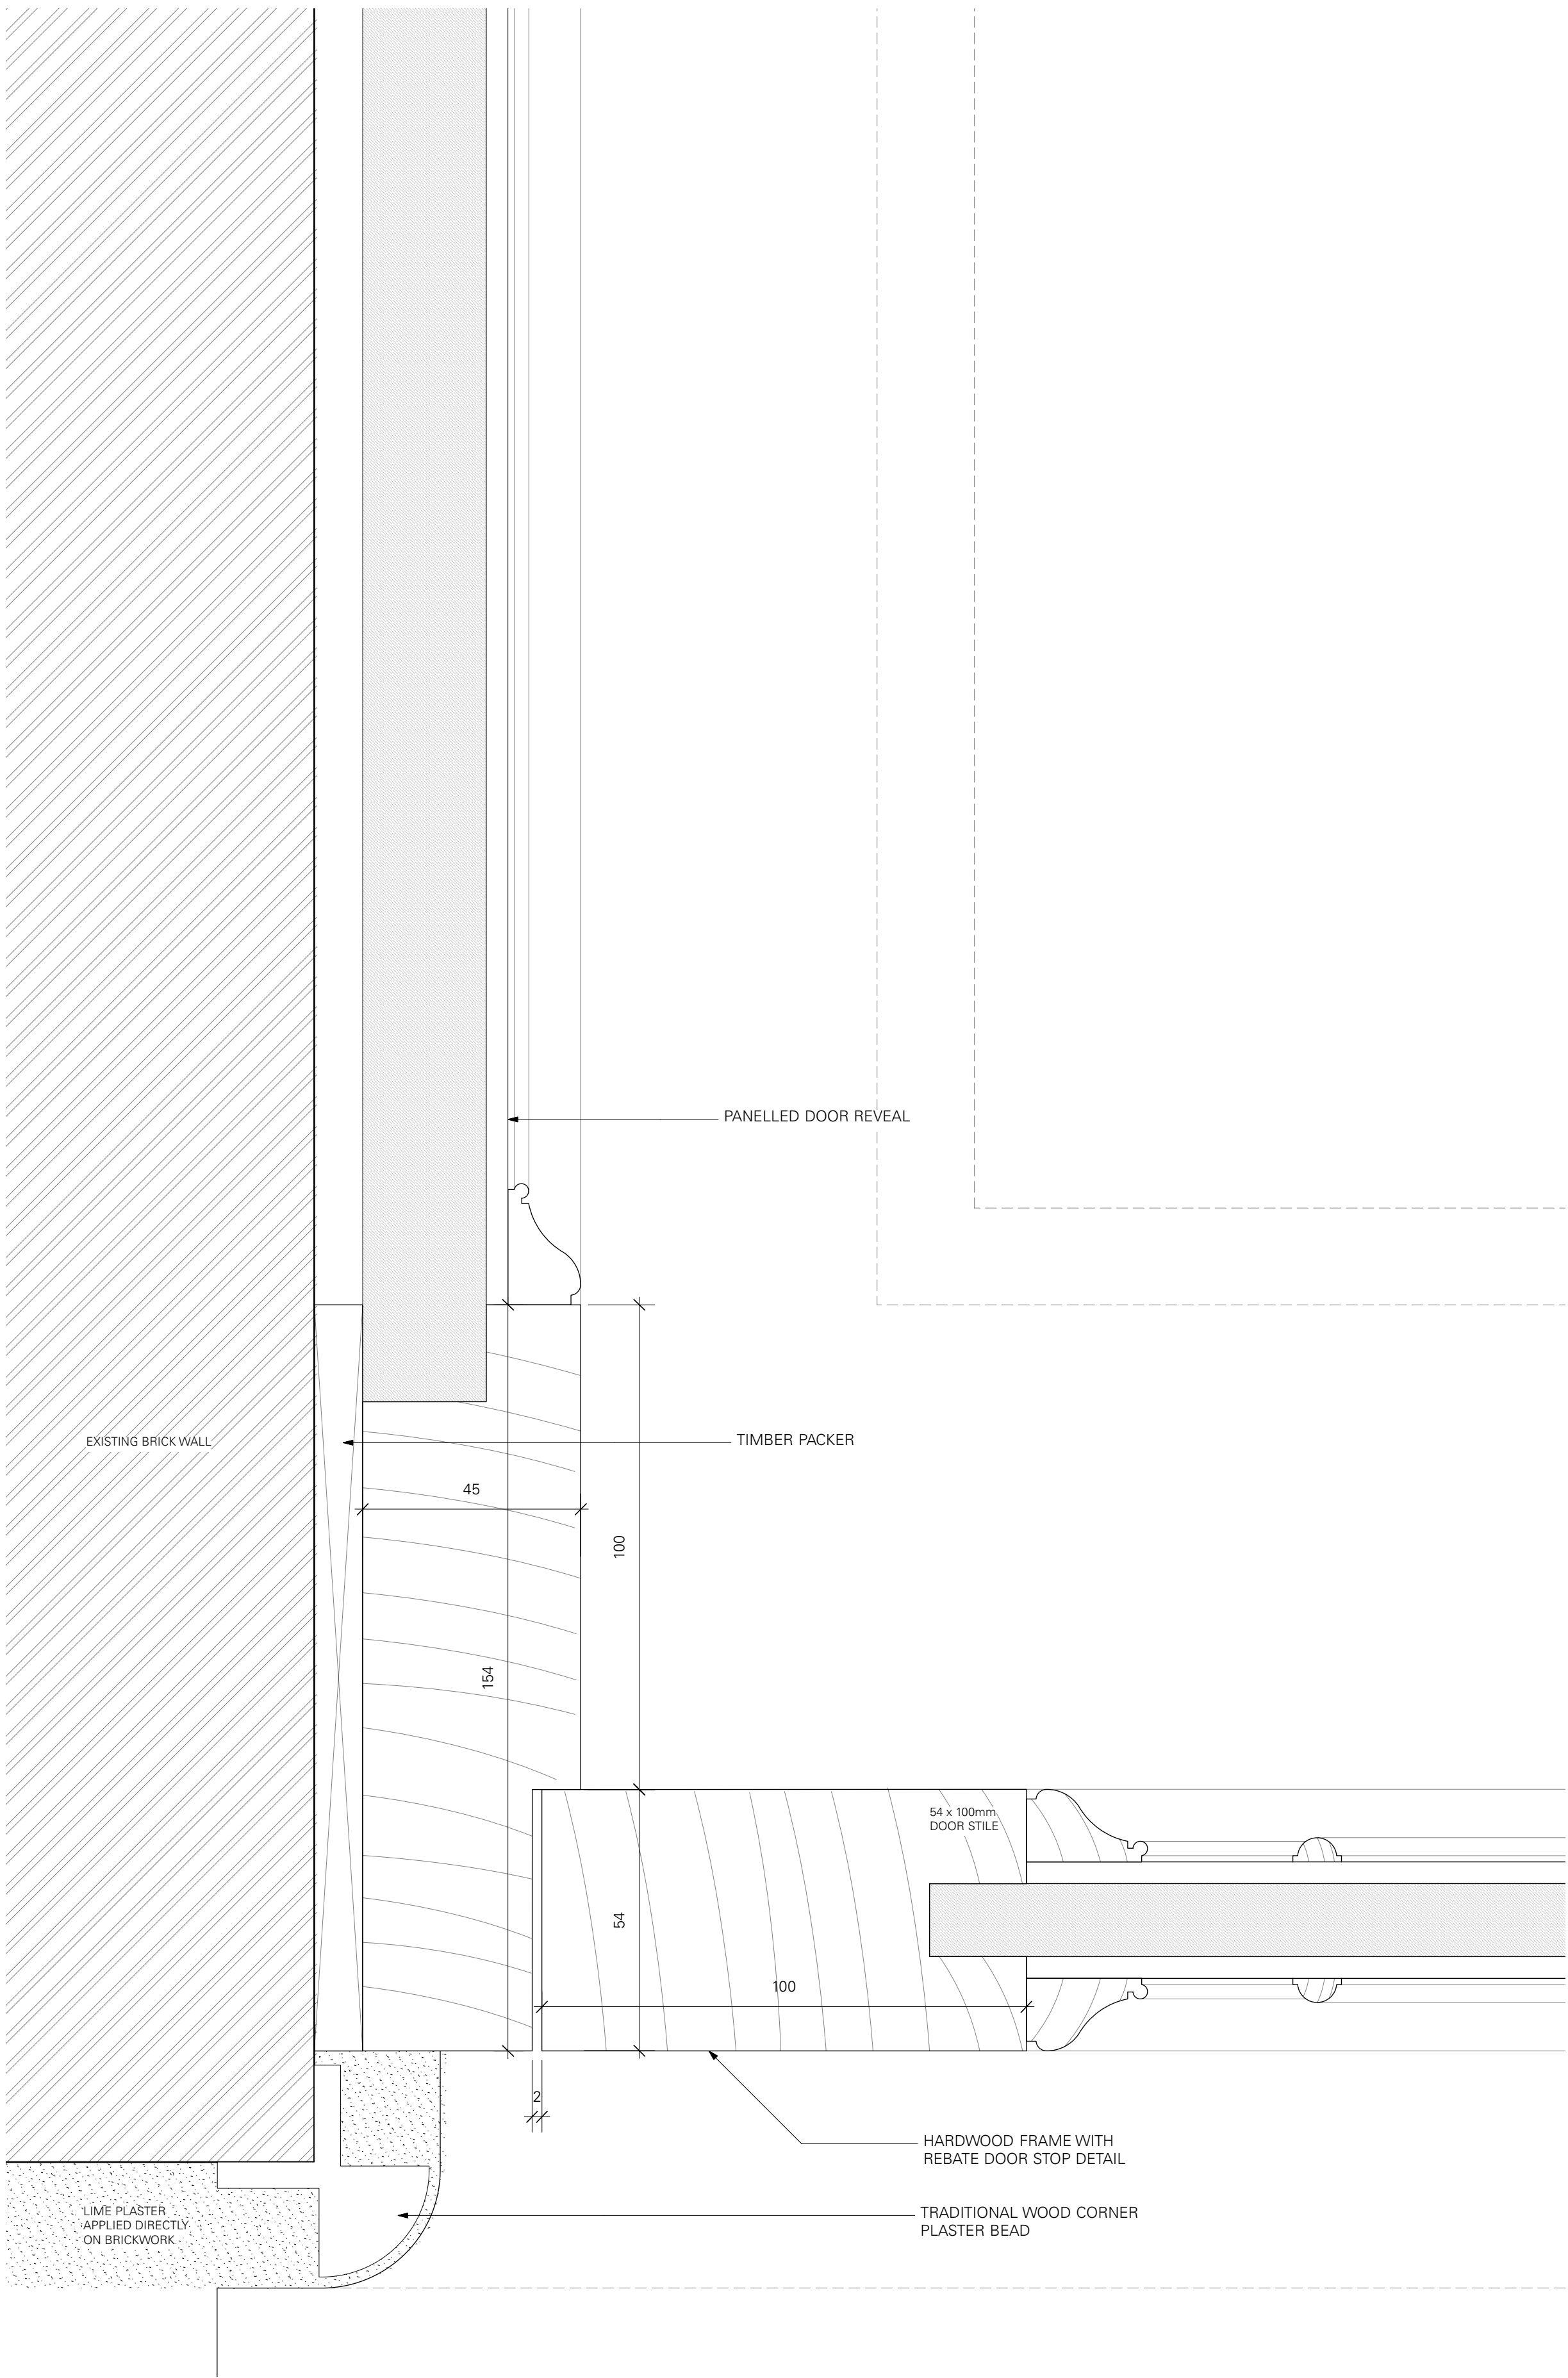 PANELLED DOOR REVEAL
EXISTING BRICK WALL
TIMBER PACKER
45
100
154
54 x 100mm
DOOR STILE
54
100
2
HARDWOOD FRAME WITH
REBATE DOOR STOP DETAIL
LIME PLASTER
APPLIED DIRECTLY
ON BRICKWORK
TRADITIONAL WOOD CORNER
PLASTER BEAD